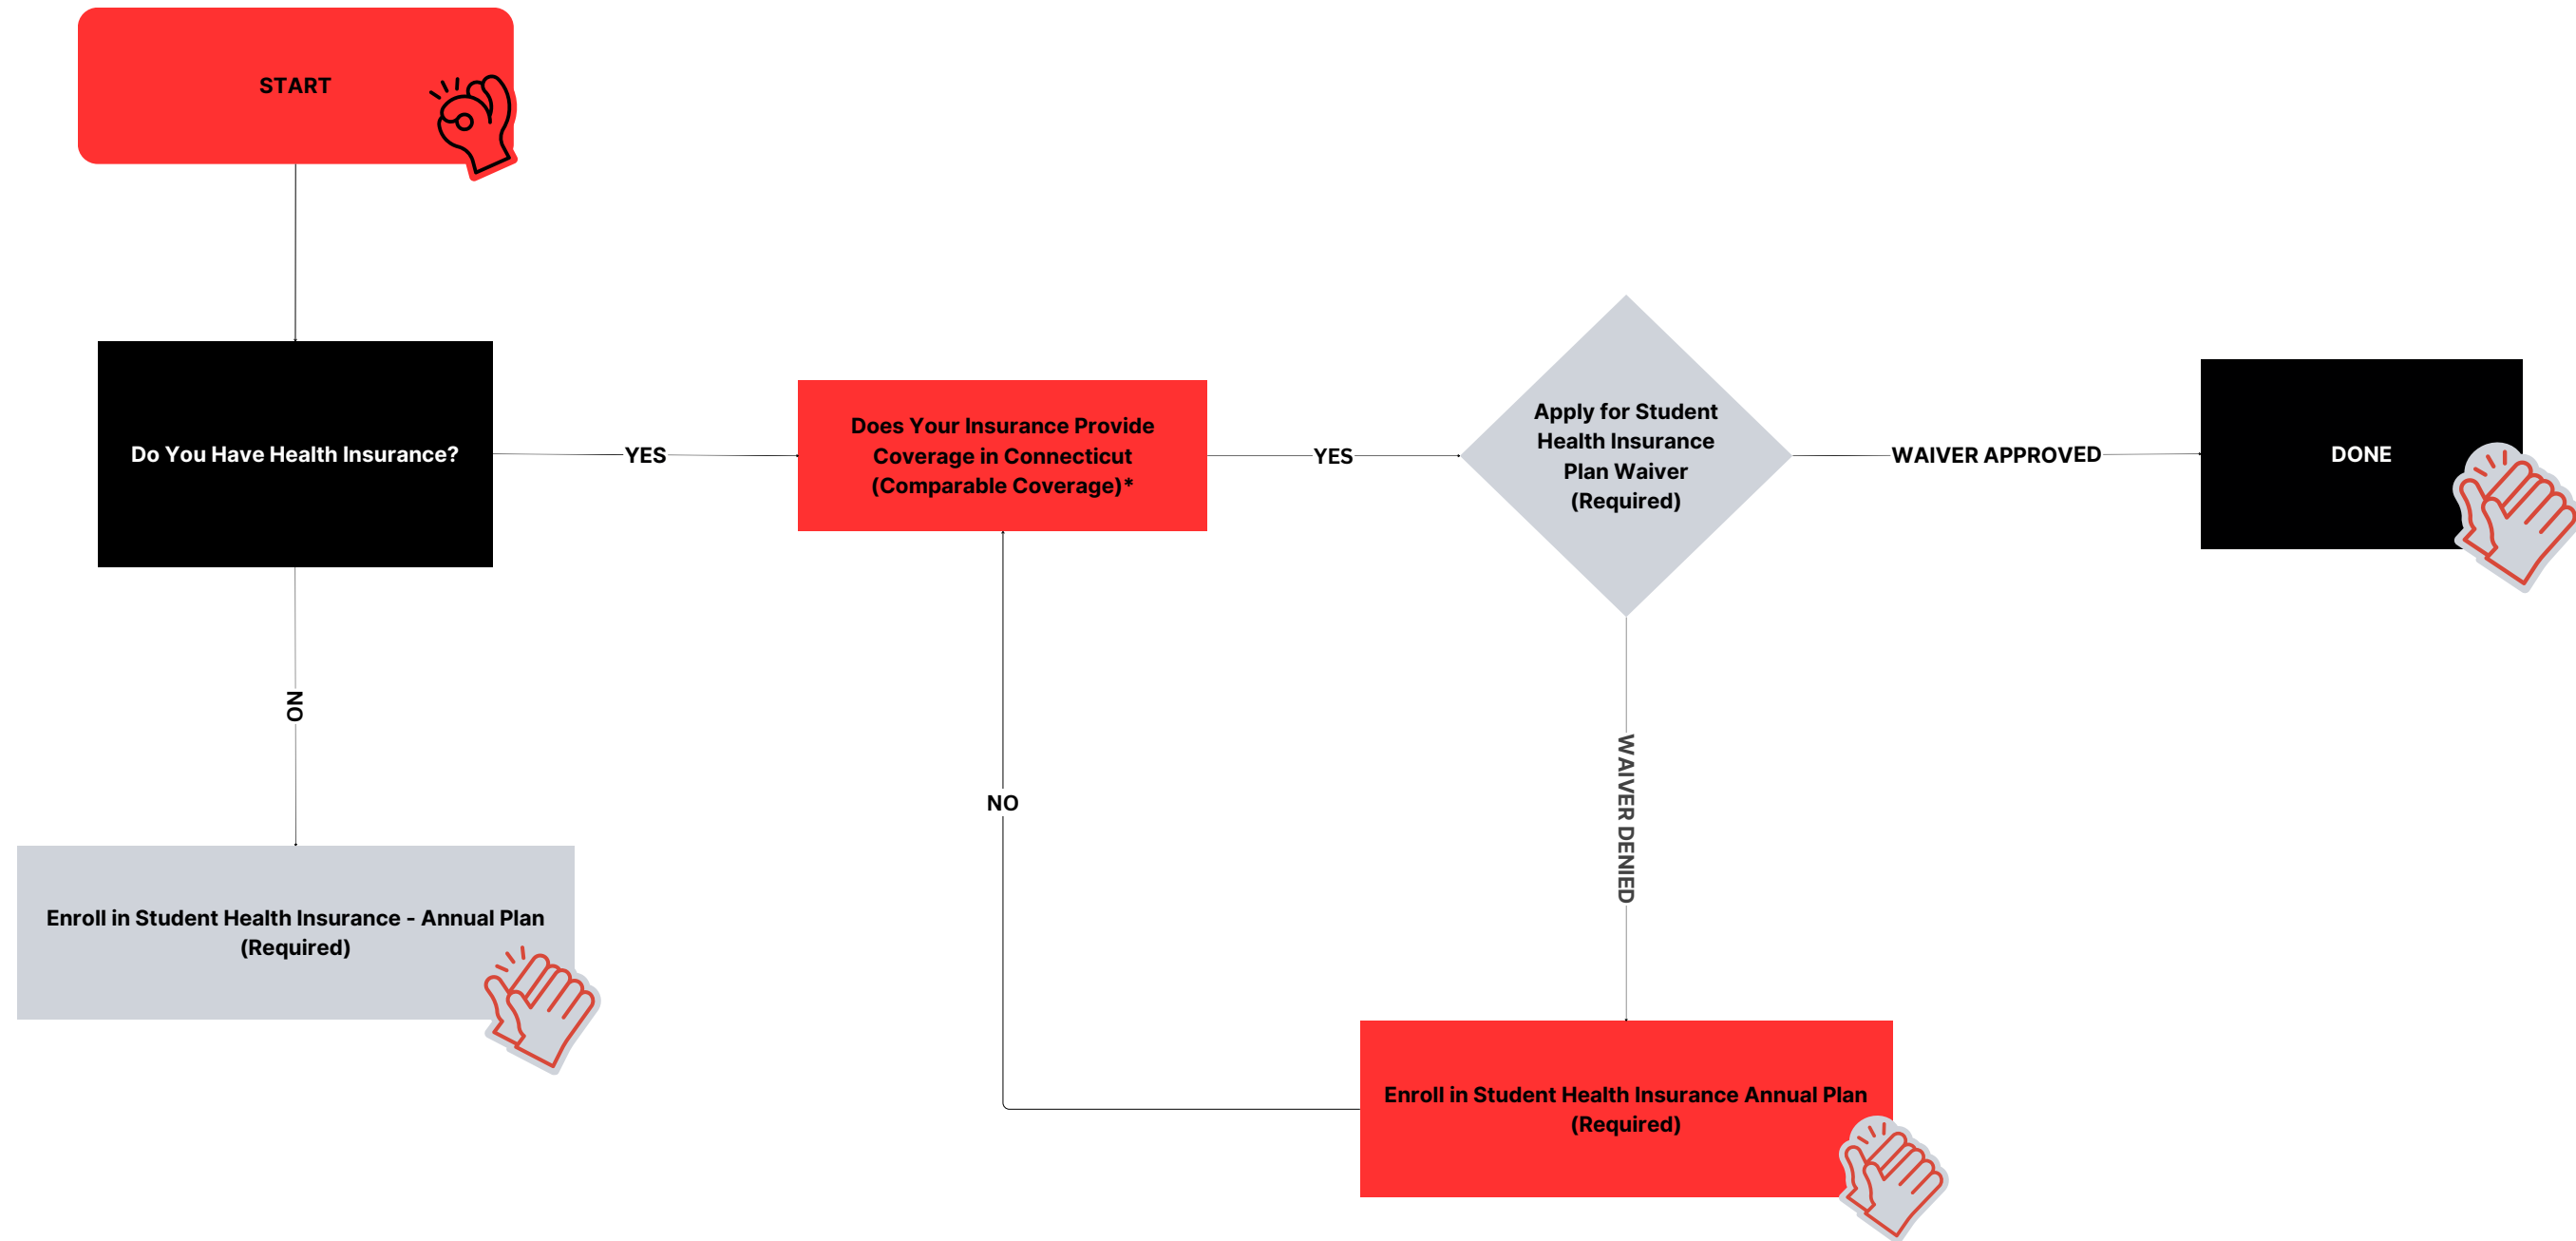 START
Do You Have Health Insurance?
YES
Does Your Insurance Provide
Coverage in Connecticut
(Comparable Coverage)*
YES
Apply for Student
Health Insurance
Plan Waiver
(Required)
WAIVER APPROVED
DONE
NO
NO
WAIVER DENIED
Enroll in Student Health Insurance - Annual Plan
(Required)
Enroll in Student Health Insurance Annual Plan
(Required)